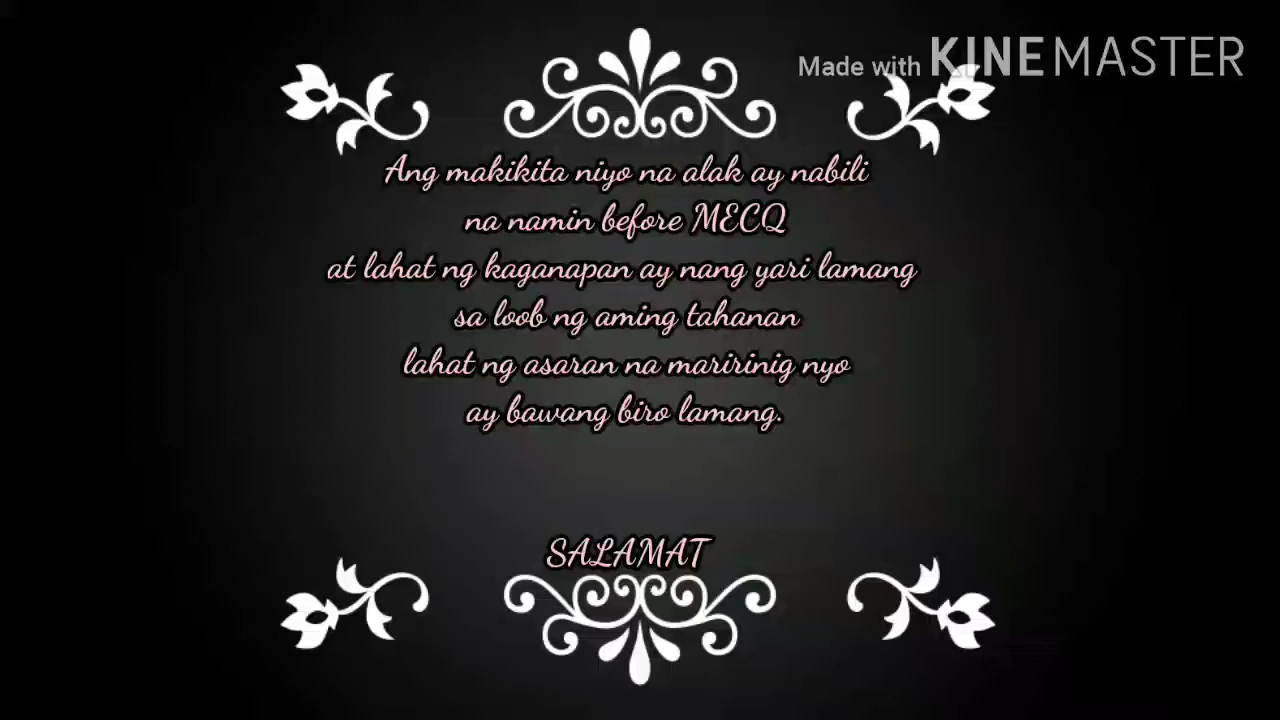 Made with KINEMASTER
Ang makikita niyo na alak ay nabili
na namin before MECQ
at lahat ng kaganapan ay nang yari lamang
sa loob ng aming tahanan
lahat ng asaran na maririnig nyo
ay bawang biro lamang.
SALAMAT